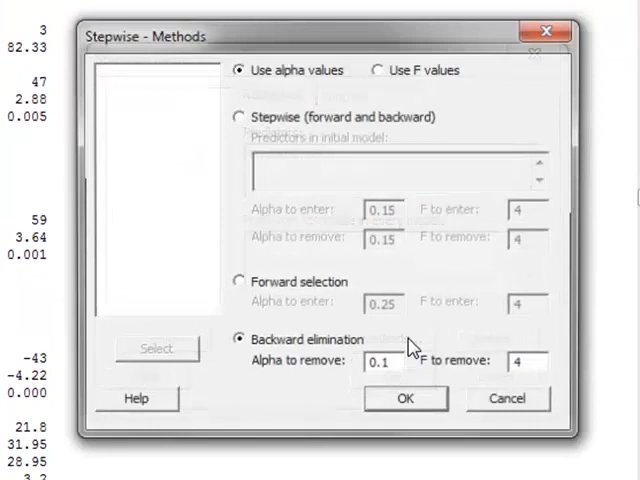 3
82.33
47
2.88
0.005
59
3.64
0.001
-43
-4.22
0.000
21.8
31.95
28.95
3.2
Stepwise - Methods
Use alpha values Use F values
Stepwise (forward and backward)
Predictors in initial model:
Alpha to enter: 0.15 F to enter: 4
Alpha to remove: 0.15 F to remove: 4
Forward selection
Alpha to enter: 0.25 F to enter: 4
Backward elimination
Alpha to remove: 0.1 F to remove: 4
Select
Help OK Cancel